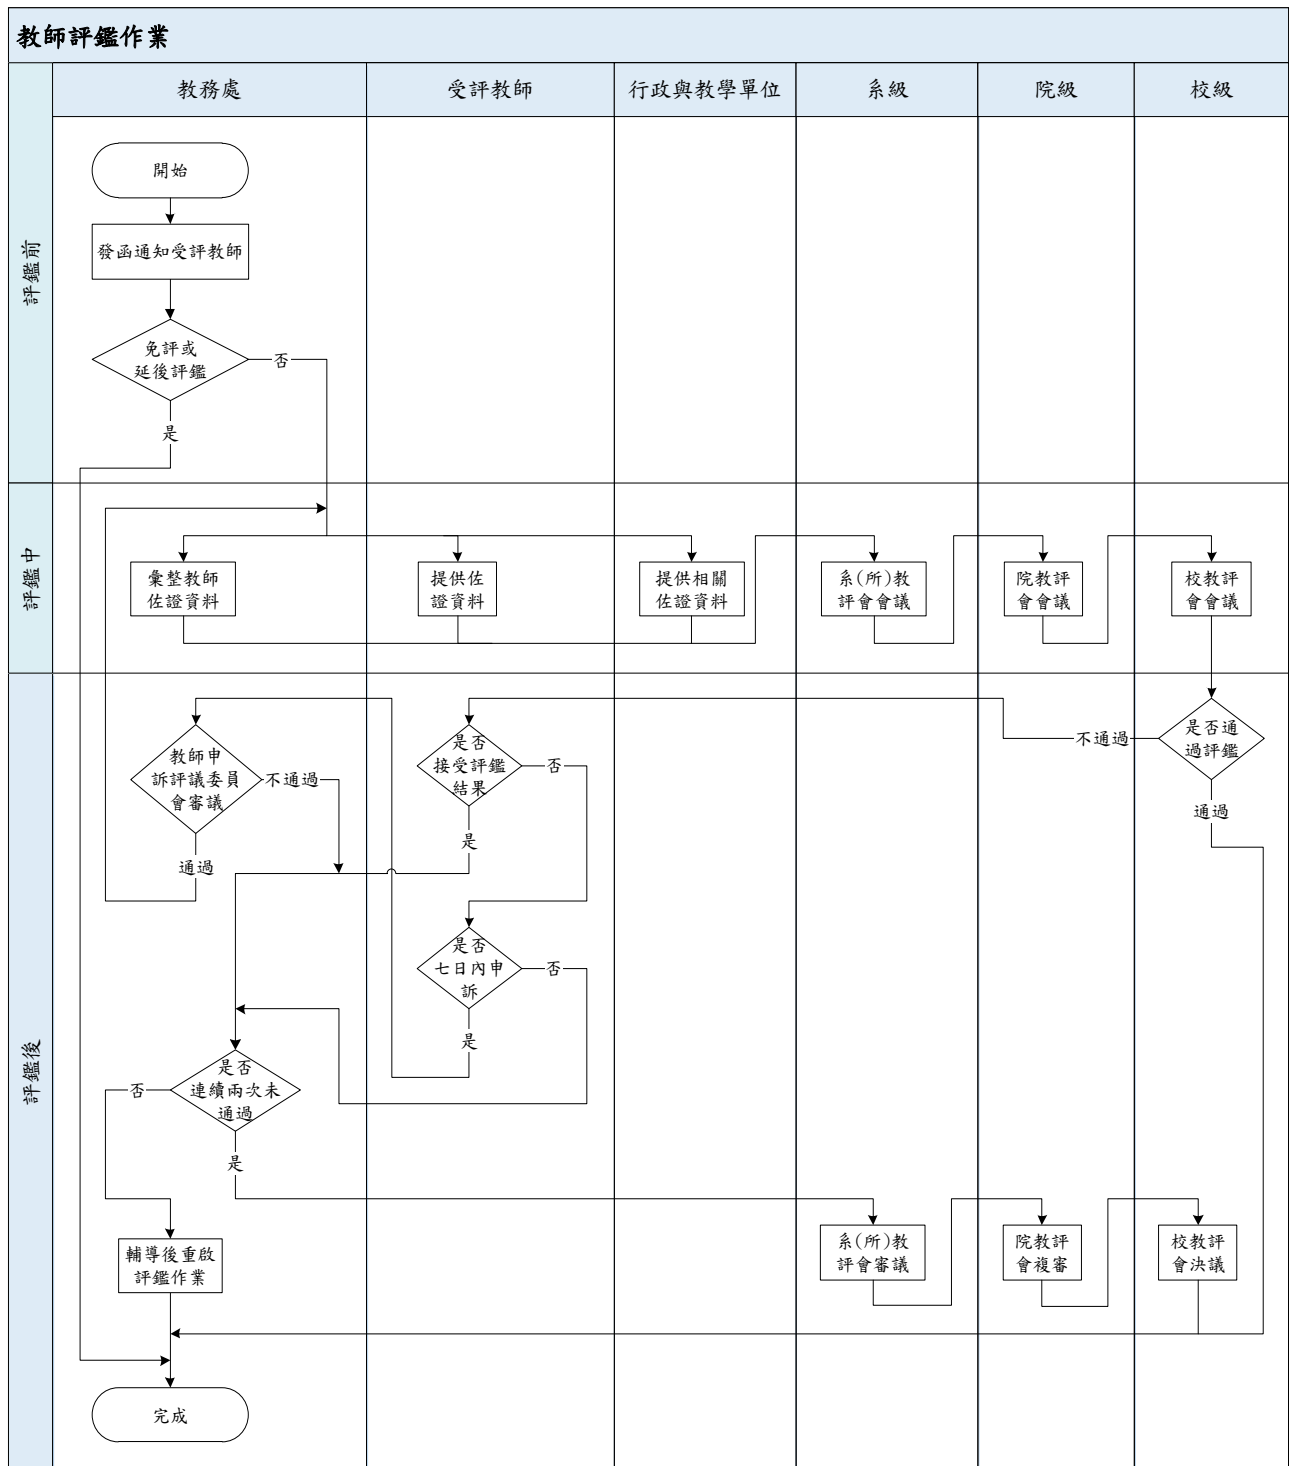 教師評鑑作業
教務處
受評教師
行政與教學單位
系級
院級
校級
評鑑前
開始
發函通知受評教師
免評或
延後評鑑
否
是
評鑑中
彙整教師
佐證資料
提供佐
證資料
提供相關
佐證資料
系(所)教
評會會議
院教評
會會議
校教評
會會議
評鑑後
教師申
訴評議委員
會審議
不通過
通過
是否
接受評鑑
結果
否
是
不通過
是否通
過評鑑
通過
是否
七日內申
訴
否
是
是否
連續兩次未
通過
否
是
輔導後重啟
評鑑作業
系(所)教
評會審議
院教評
會複審
校教評
會決議
完成